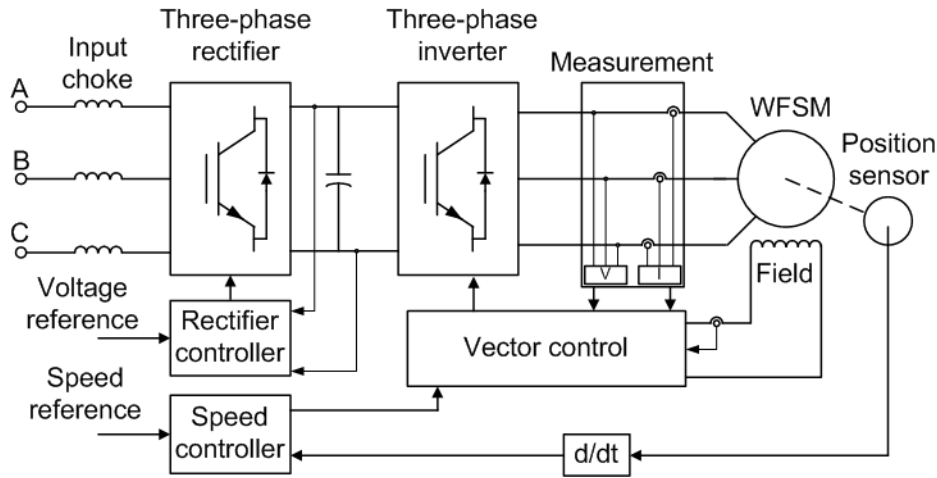 Three-phase
rectifier
Three-phase
inverter
Input
choke
Measurement
WFSM
Position
sensor
A
B
C
V
I
Field
Voltage
reference
Rectifier
controller
Vector control
Speed
reference
Speed
controller
d/dt